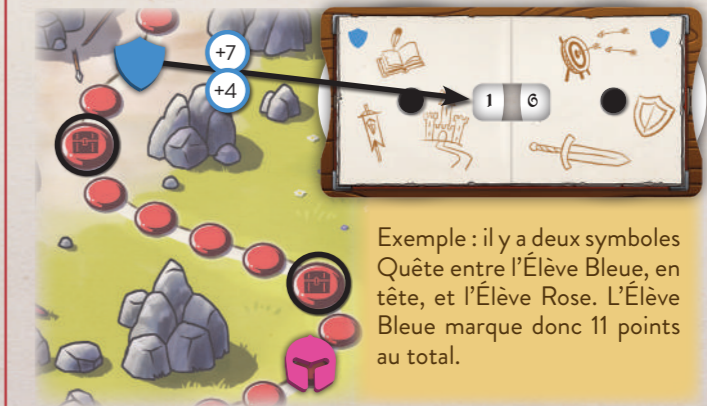 +7
+4
1 6
Exemple : il y a deux symboles
Quête entre l’Élève Bleue, en
tête, et l’Élève Rose. L’Élève
Bleue marque donc 11 points
au total.